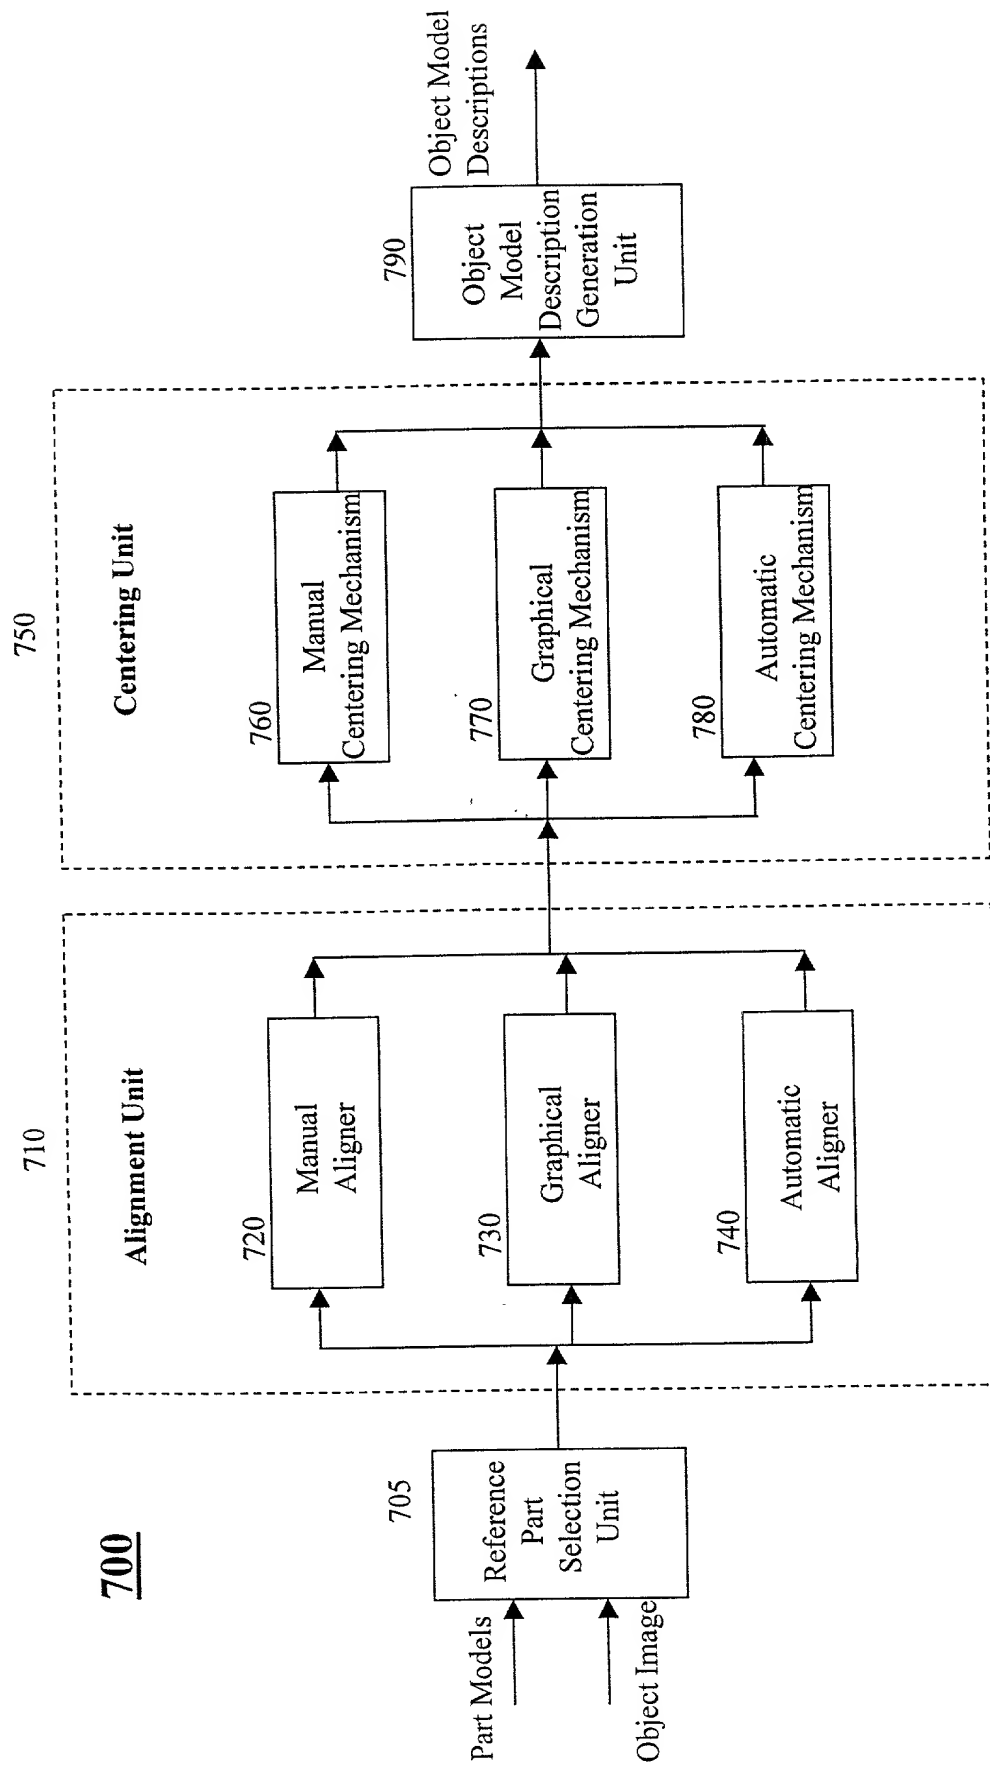 700
Part Models
Object Image
705
Reference
Part
Selection
Unit
710
Alignment Unit
720
Manual
Aligner
730
Graphical
Aligner
740
Automatic
Aligner
750
Centering Unit
760
Manual
Centering Mechanism
770
Graphical
Centering Mechanism
780
Automatic
Centering Mechanism
790
Object
Model
Description
Generation
Unit
Object Model
Descriptions